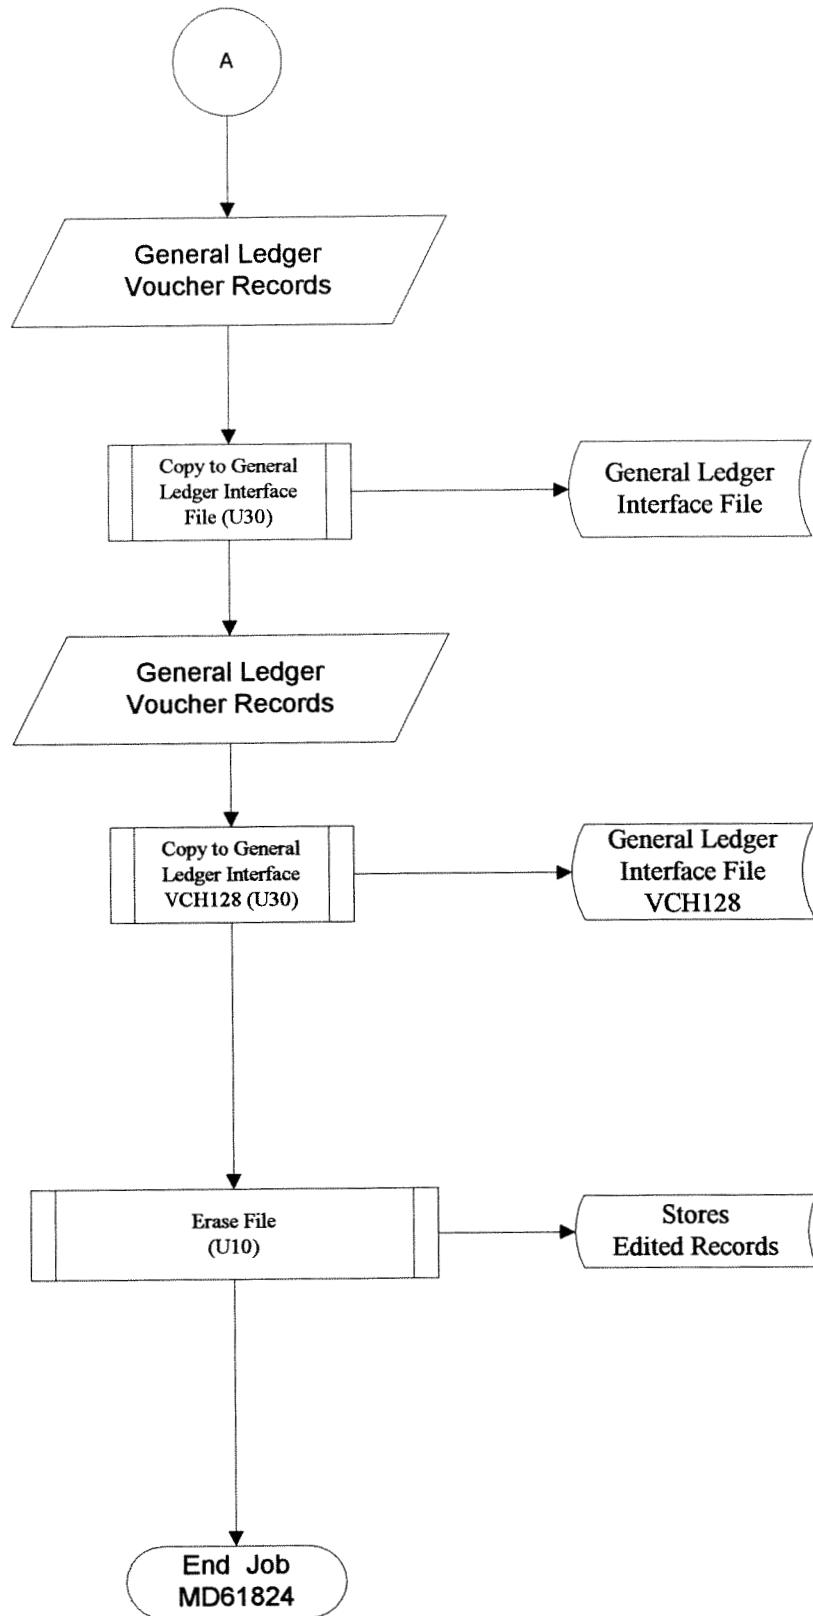 A
General Ledger
Voucher Records
Copy to General
Ledger Interface
File (U30)
General Ledger
Interface File
General Ledger
Voucher Records
Copy to General
Ledger Interface
VCH128 (U30)
General Ledger
Interface File
VCH128
Erase File
(U10)
Stores
Edited Records
End Job
MD61824